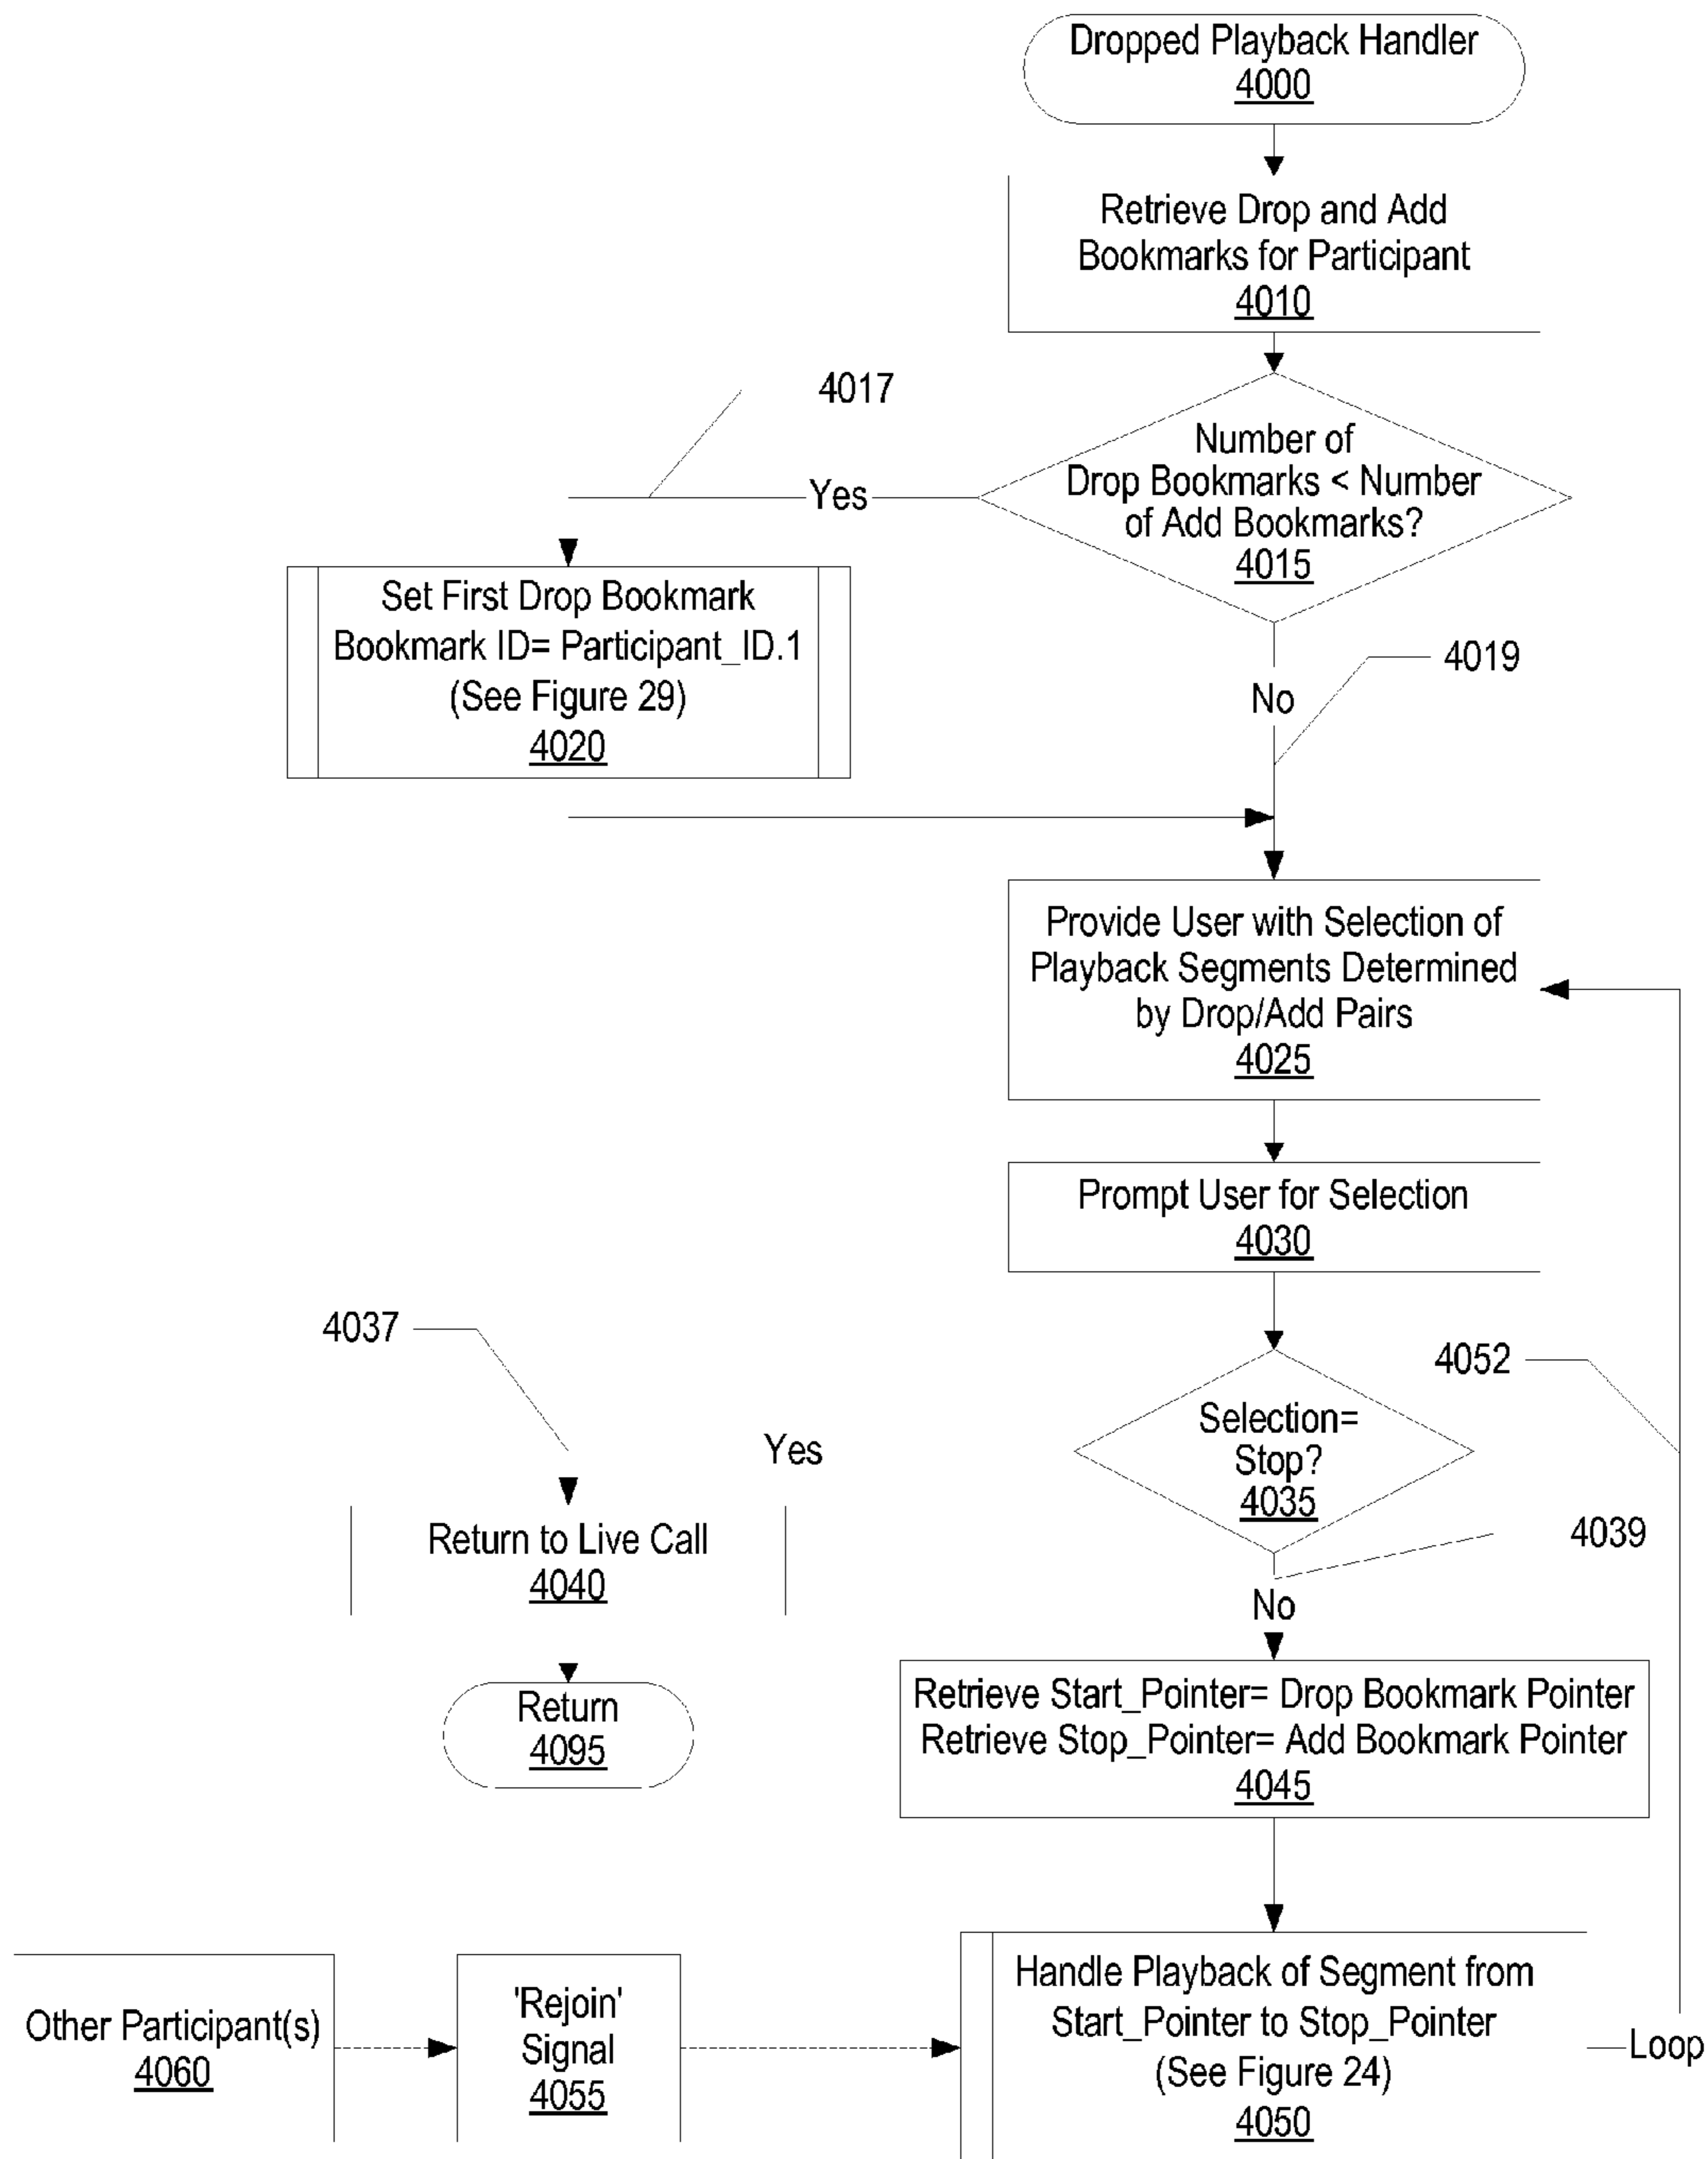 Dropped Playback Handler
4000
Retrieve Drop and Add
Bookmarks for Participant
4010
4017
Number of
Drop Bookmarks < Number
of Add Bookmarks?
4015
Yes
Set First Drop Bookmark
Bookmark ID= Participant_ID.1
(See Figure 29)
4020
4019
No
Provide User with Selection of
Playback Segments Determined
by Drop/Add Pairs
4025
Prompt User for Selection
4030
4037
4052
Selection=
Stop?
4035
Yes
4039
No
Return to Live Call
4040
Return
4095
Retrieve Start_Pointer= Drop Bookmark Pointer
Retrieve Stop_Pointer= Add Bookmark Pointer
4045
Other Participant(s)
4060
'Rejoin'
Signal
4055
Handle Playback of Segment from
Start_Pointer to Stop_Pointer
(See Figure 24)
4050
Loop